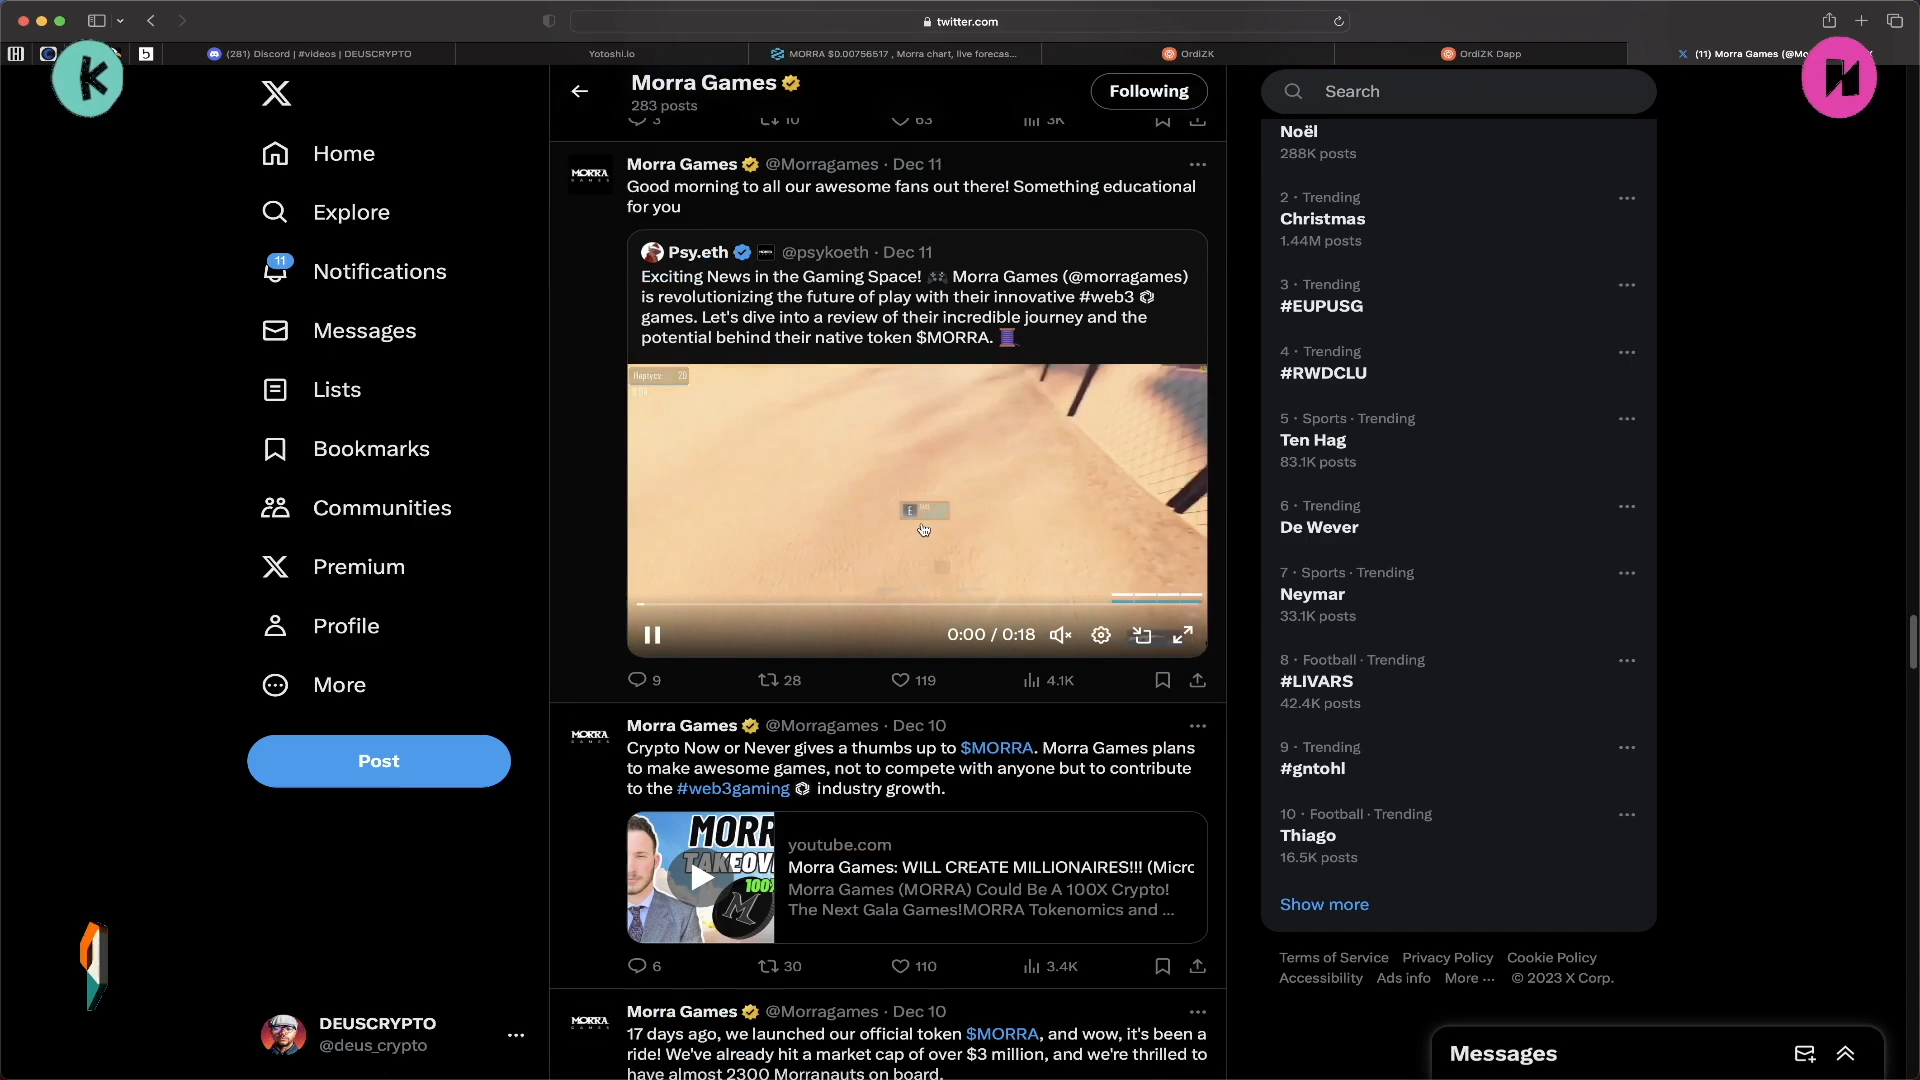 twitter.com
(281) Discord | #videos | DEUSCRYPTO
Yotoshi.io
MORRA $0.00756517 , Morra chart, live forecas...
OrdiZK
OrdiZK Dapp
(11) Morra Games (@Mo
Home
Explore
11
Notifications
Messages
Lists
Bookmarks
Communities
Premium
Profile
More
Post
DEUSCRYPTO
@deus_crypto
Morra Games
283 posts
Following
3 10 63 3K
MORRA
GAMES
Morra Games @Morragames · Dec 11
Good morning to all our awesome fans out there! Something educational
for you
Psy.eth @psykoeth · Dec 11
Exciting News in the Gaming Space! Morra Games (@morragames)
is revolutionizing the future of play with their innovative #web3
games. Let's dive into a review of their incredible journey and the
potential behind their native token $MORRA.
20
E
0:00 / 0:18
9 28 119 4.1K
MORRA
GAMES
Morra Games @Morragames · Dec 10
Crypto Now or Never gives a thumbs up to $MORRA. Morra Games plans
to make awesome games, not to compete with anyone but to contribute
to the #web3gaming industry growth.
MORR
TAKEOV
100X
youtube.com
Morra Games: WILL CREATE MILLIONAIRES!!! (Micro
Morra Games (MORRA) Could Be A 100X Crypto!
The Next Gala Games!MORRA Tokenomics and ...
6 30 110 3.4K
MORRA
GAMES
Morra Games @Morragames · Dec 10
17 days ago, we launched our official token $MORRA, and wow, it's been a
ride! We've already hit a market cap of over $3 million, and we're thrilled to
have almost 2300 Morranauts on board.
Search
Noël
288K posts
2 · Trending
Christmas
1.44M posts
3 · Trending
#EUPUSG
4 · Trending
#RWDCLU
5 · Sports · Trending
Ten Hag
83.1K posts
6 · Trending
De Wever
7 · Sports · Trending
Neymar
33.1K posts
8 · Football · Trending
#LIVARS
42.4K posts
9 · Trending
#gntohl
10 · Football · Trending
Thiago
16.5K posts
Show more
Terms of Service Privacy Policy Cookie Policy
Accessibility Ads info More ··· © 2023 X Corp.
Messages